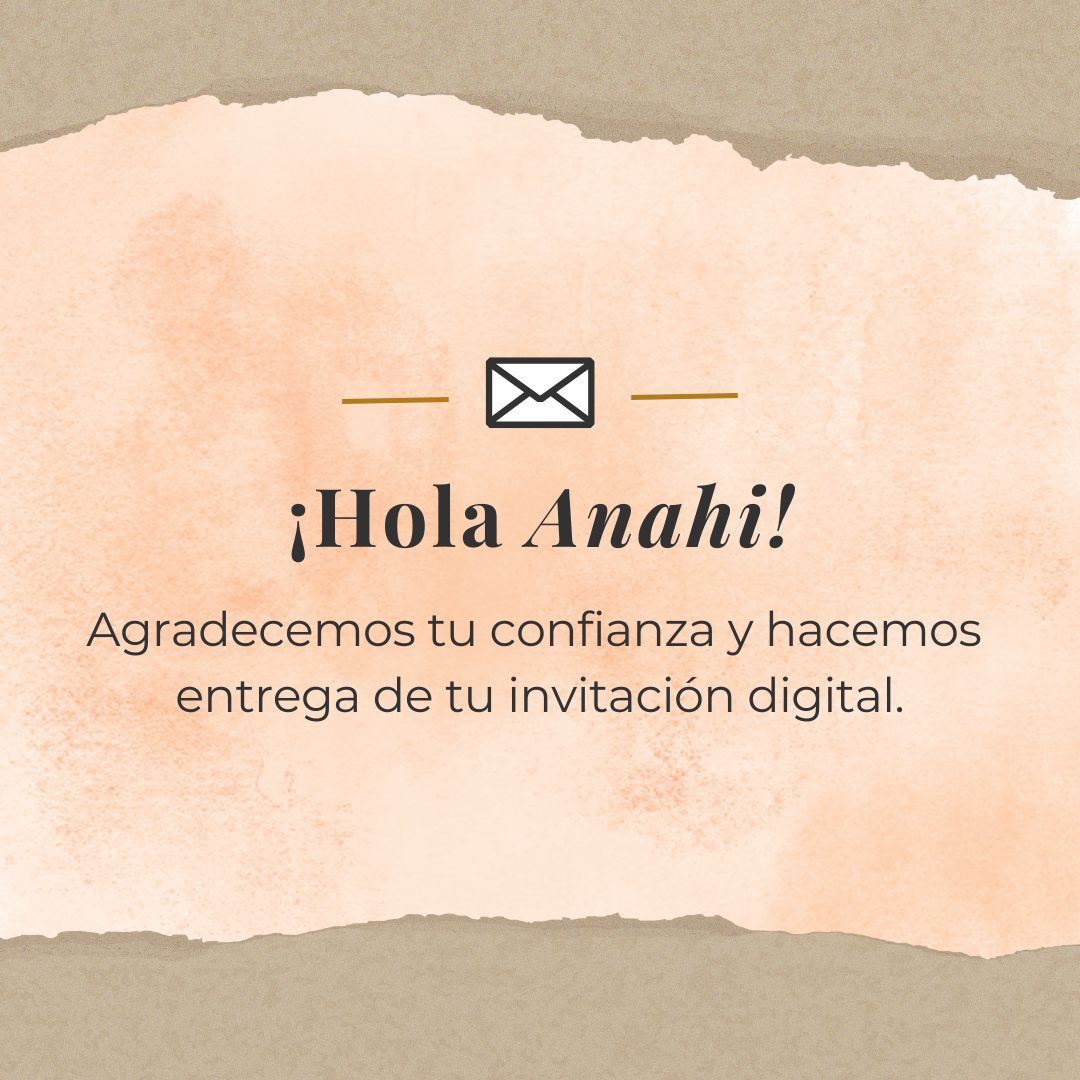 ¡Hola Anahi!
Agradecemos tu confianza y hacemos
entrega de tu invitación digital.